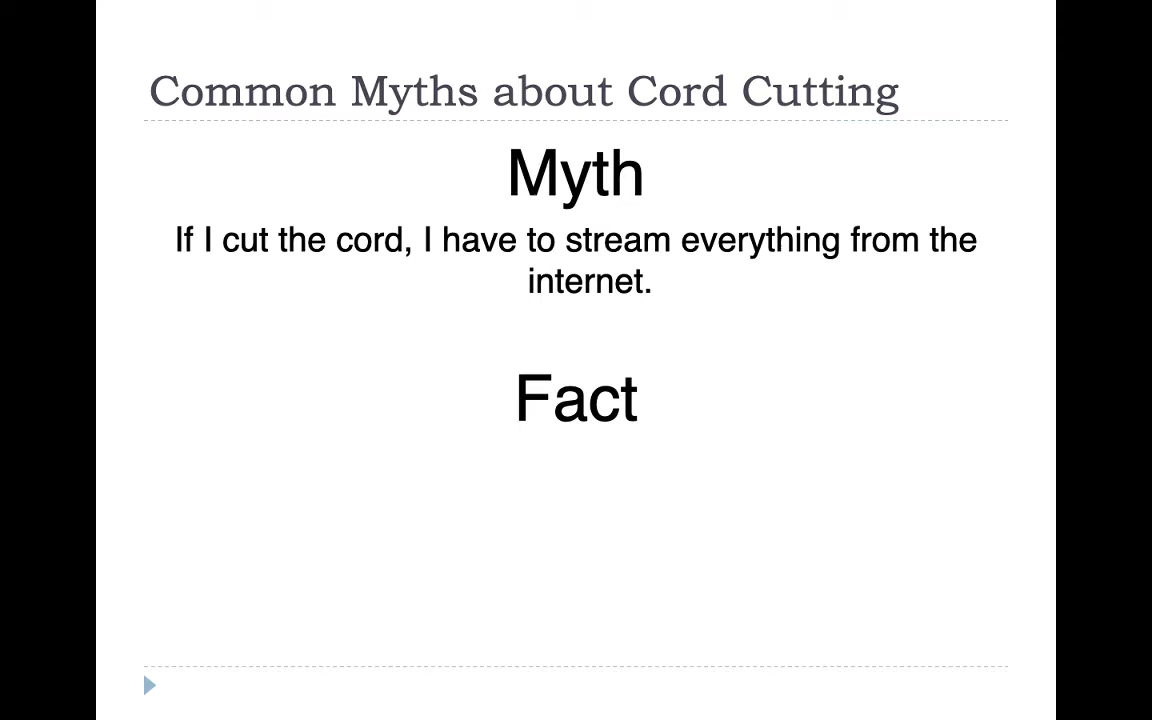 Common Myths about Cord Cutting
Myth
If I cut the cord, I have to stream everything from the
internet.
Fact